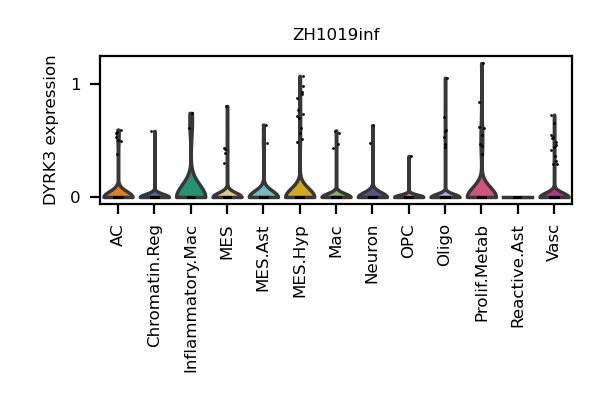 ZH1019inf
DYRK3 expression
1
0
AC
Chromatin.Reg
Inflammatory.Mac
MES
MES.Ast
MES.Hyp
Mac
Neuron
OPC
Oligo
Prolif.Metab
Reactive.Ast
Vasc